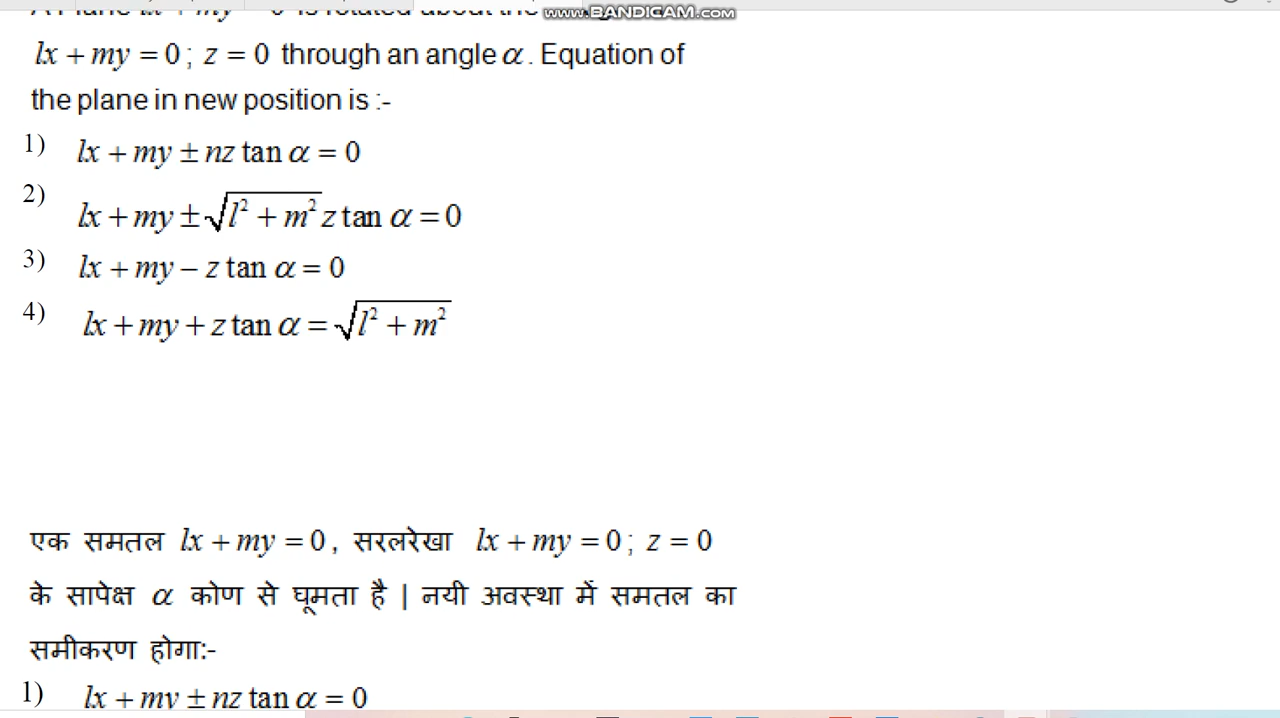 WWW.BANDICAM.COM
lx + my = 0 ; z = 0 through an angle α . Equation of
the plane in new position is :-
1) lx + my ± nz tan α = 0
2) lx + my ± √(l² + m²) z tan α = 0
3) lx + my − z tan α = 0
4) lx + my + z tan α = √(l² + m²)
एक समतल lx + my = 0 , सरलरेखा lx + my = 0 ; z = 0
के सापेक्ष α कोण से घूमता है | नयी अवस्था में समतल का
समीकरण होगा:-
1) lx + my ± nz tan α = 0